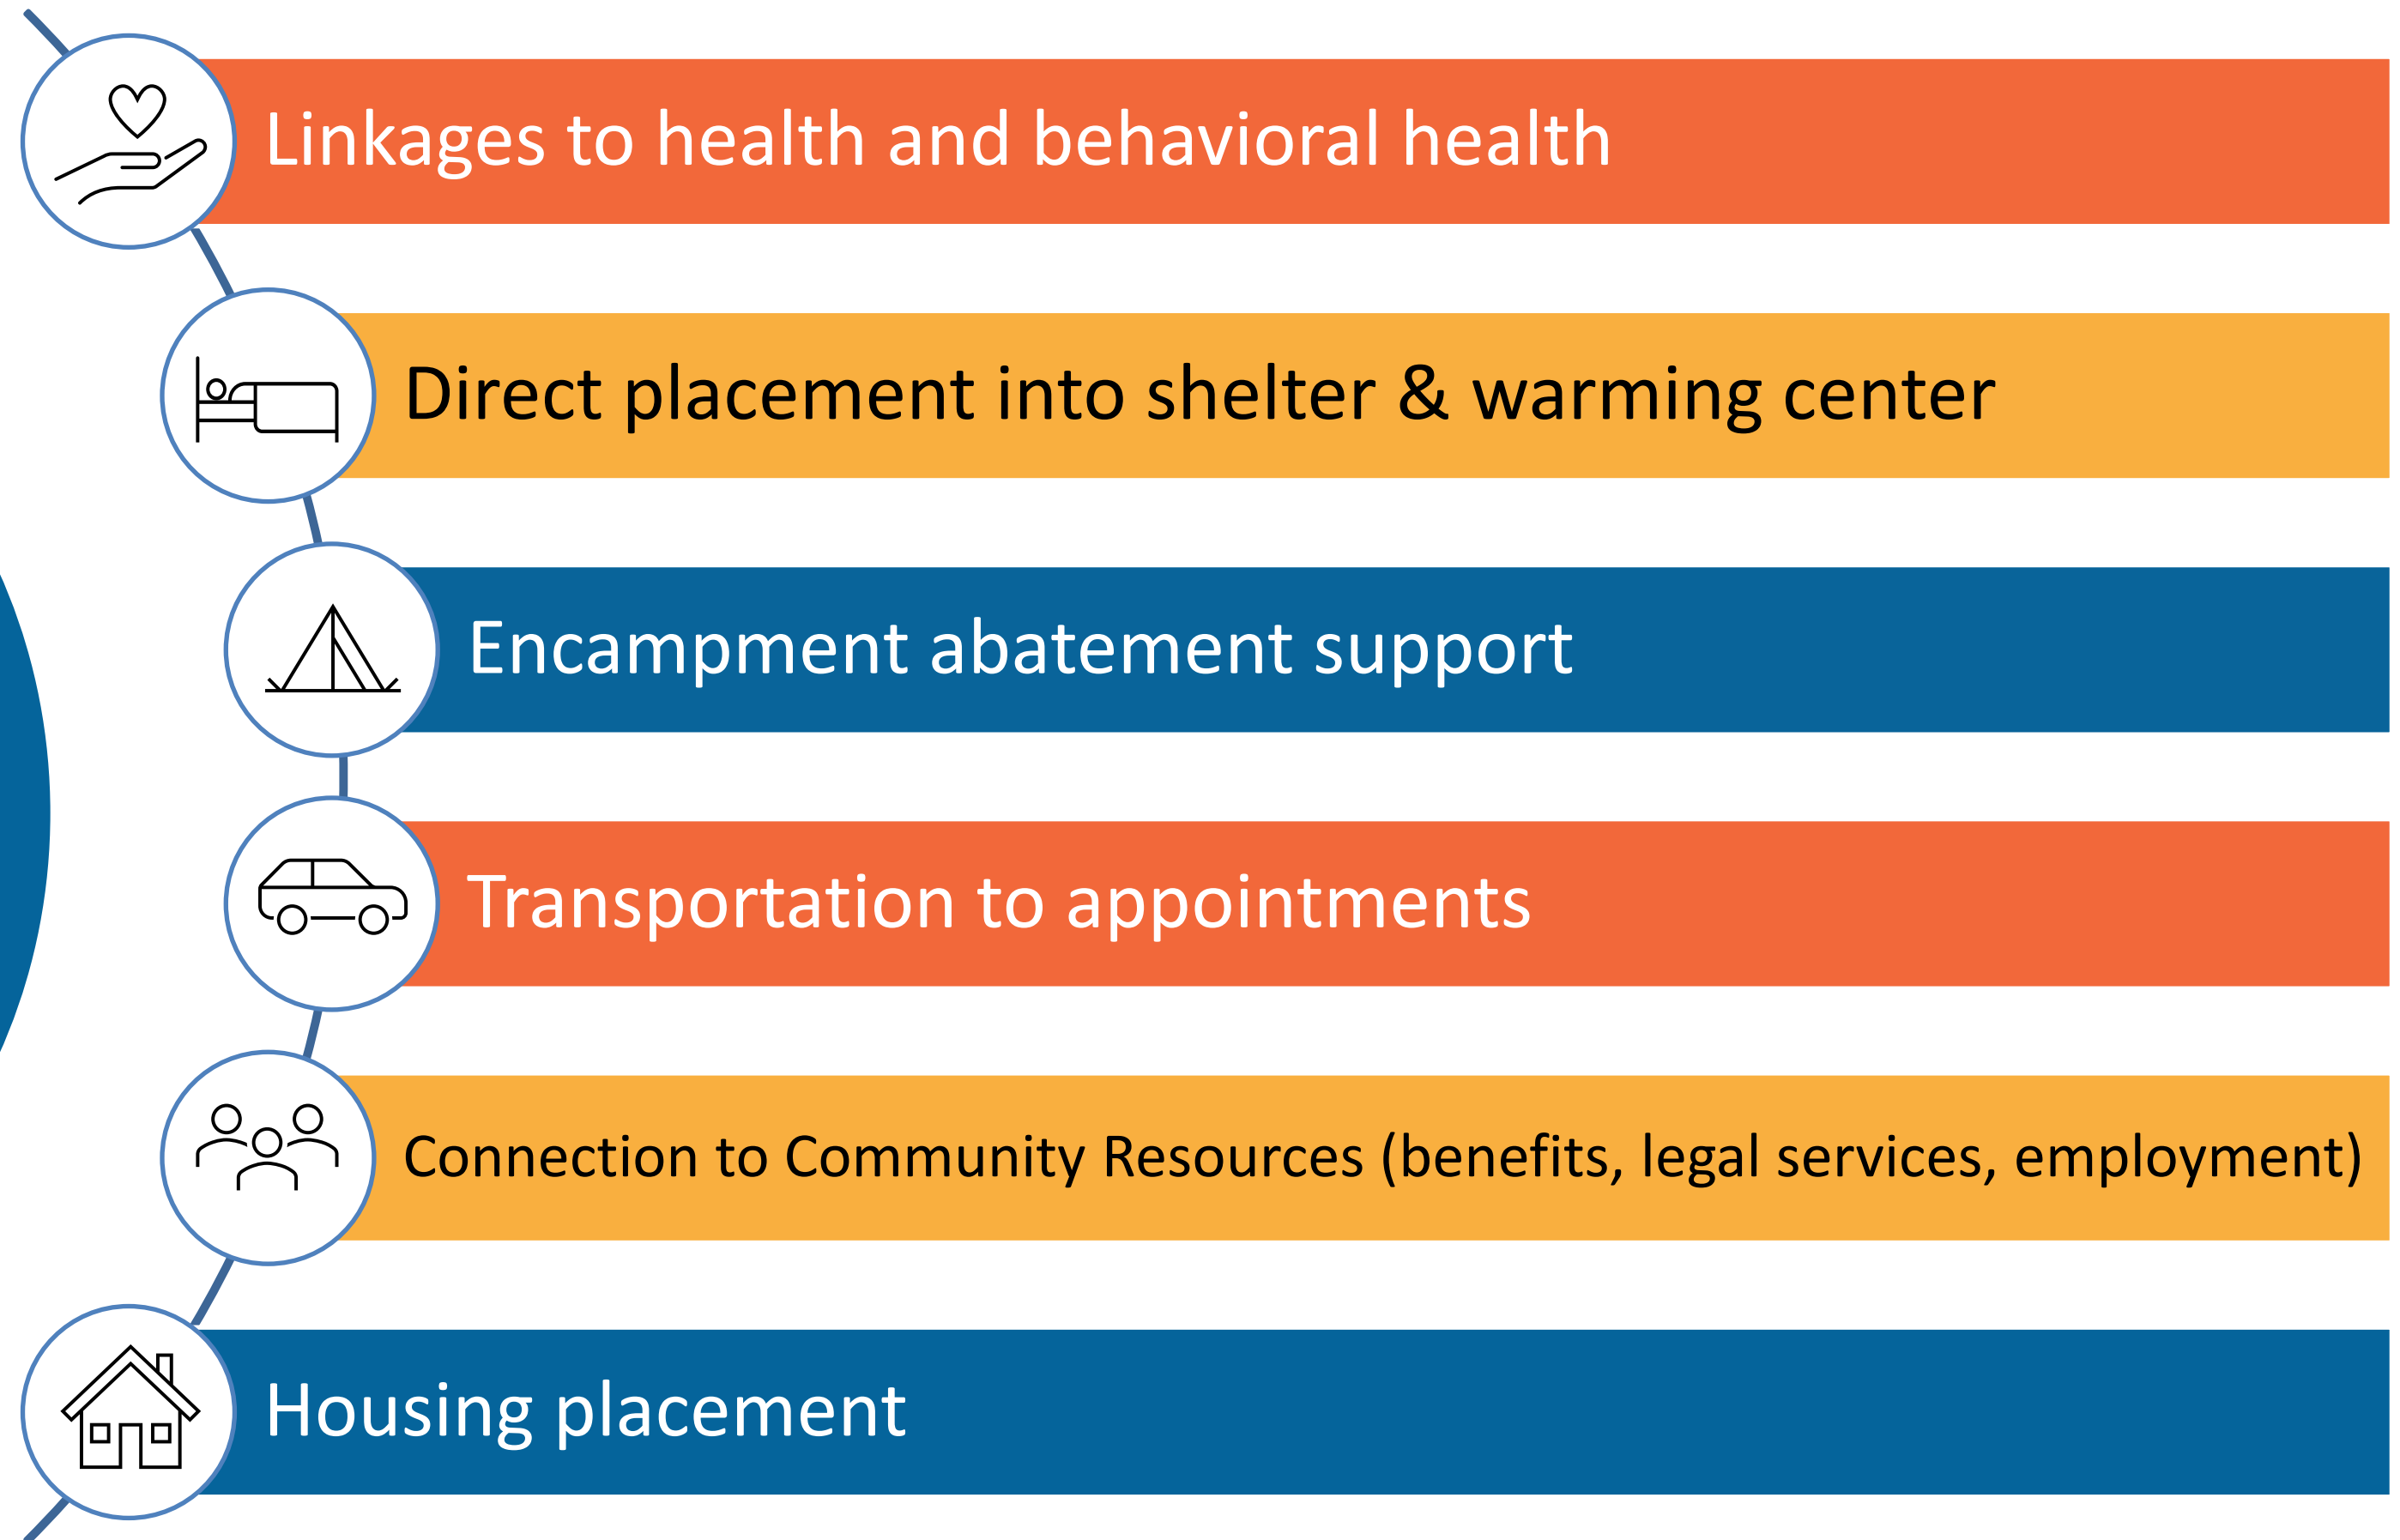 Linkages to health and behavioral health
Direct placement into shelter & warming center
Encampment abatement support
Transportation to appointments
Connection to Community Resources (benefits, legal services, employment)
Housing placement